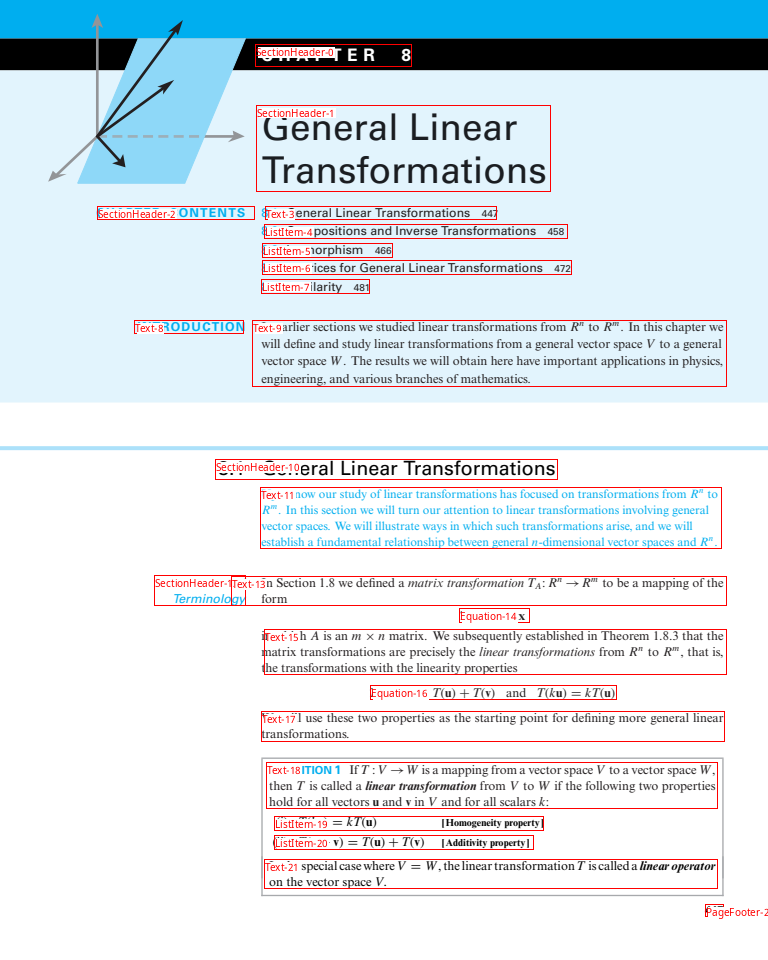 SectionHeader-0 TER 8
SectionHeader-1
General Linear
Transformations
SectionHeader-2 ONTENTS
Text-3 eneral Linear Transformations 447
ListItem-4 positions and Inverse Transformations 458
ListItem-5 morphism 466
ListItem-6 ices for General Linear Transformations 472
ListItem-7 ilarity 481
Text-8 RODUCTION
Text-9 arlier sections we studied linear transformations from Rⁿ to Rᵐ. In this chapter we
will define and study linear transformations from a general vector space V to a general
vector space W. The results we will obtain here have important applications in physics,
engineering, and various branches of mathematics.
SectionHeader-10 eral Linear Transformations
Text-11 now our study of linear transformations has focused on transformations from Rⁿ to
Rᵐ. In this section we will turn our attention to linear transformations involving general
vector spaces. We will illustrate ways in which such transformations arise, and we will
establish a fundamental relationship between general n-dimensional vector spaces and Rⁿ.
SectionHeader-1
Terminology
Text-13 In Section 1.8 we defined a matrix transformation T_A: Rⁿ → Rᵐ to be a mapping of the
form
Equation-14 x
Text-15 h A is an m × n matrix. We subsequently established in Theorem 1.8.3 that the
matrix transformations are precisely the linear transformations from Rⁿ to Rᵐ, that is,
the transformations with the linearity properties
Equation-16 T(u) + T(v) and T(ku) = kT(u)
Text-17 l use these two properties as the starting point for defining more general linear
transformations.
Text-18 ITION 1 If T : V → W is a mapping from a vector space V to a vector space W,
then T is called a linear transformation from V to W if the following two properties
hold for all vectors u and v in V and for all scalars k:
ListItem-19 = kT(u) [Homogeneity property]
ListItem-20 v) = T(u) + T(v) [Additivity property]
Text-21 special case where V = W, the linear transformation T is called a linear operator
on the vector space V.
PageFooter-2